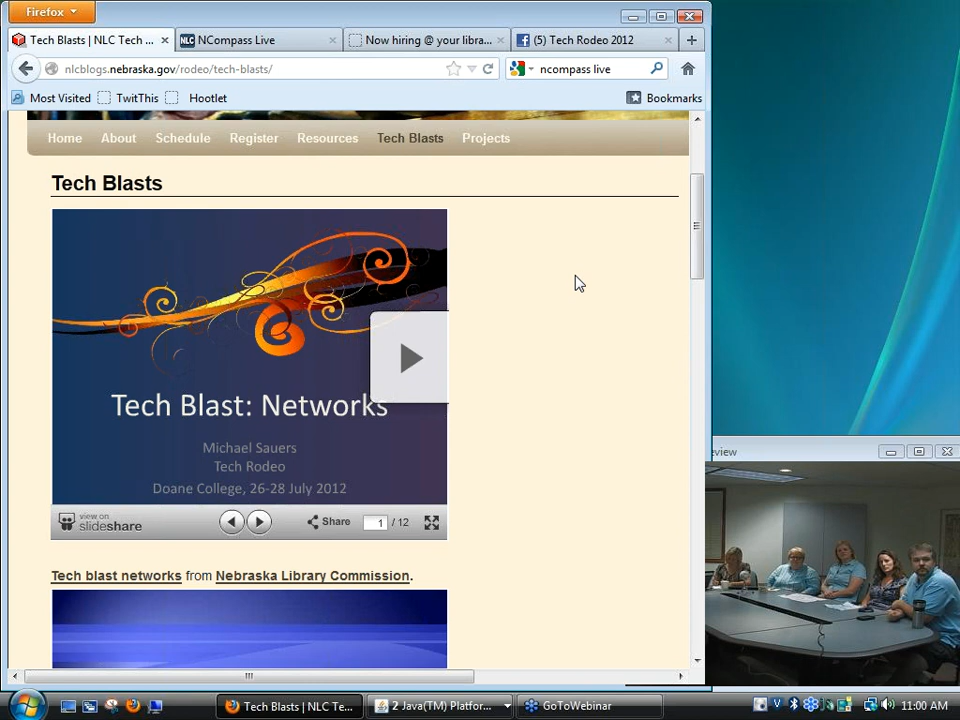 Firefox
Tech Blasts | NLC Tech ...
NCompass Live
Now hiring @ your libra...
(5) Tech Rodeo 2012
nlcblogs.nebraska.gov/rodeo/tech-blasts/
ncompass live
Most Visited
TwitThis
Hootlet
Bookmarks
Home
About
Schedule
Register
Resources
Tech Blasts
Projects
Tech Blasts
Tech Blast: Networks
Michael Sauers
Tech Rodeo
Doane College, 26-28 July 2012
view on
slideshare
Share
1 / 12
Tech blast networks from Nebraska Library Commission.
eview
Tech Blasts | NLC Te...
2 Java(TM) Platfor...
GoToWebinar
11:00 AM